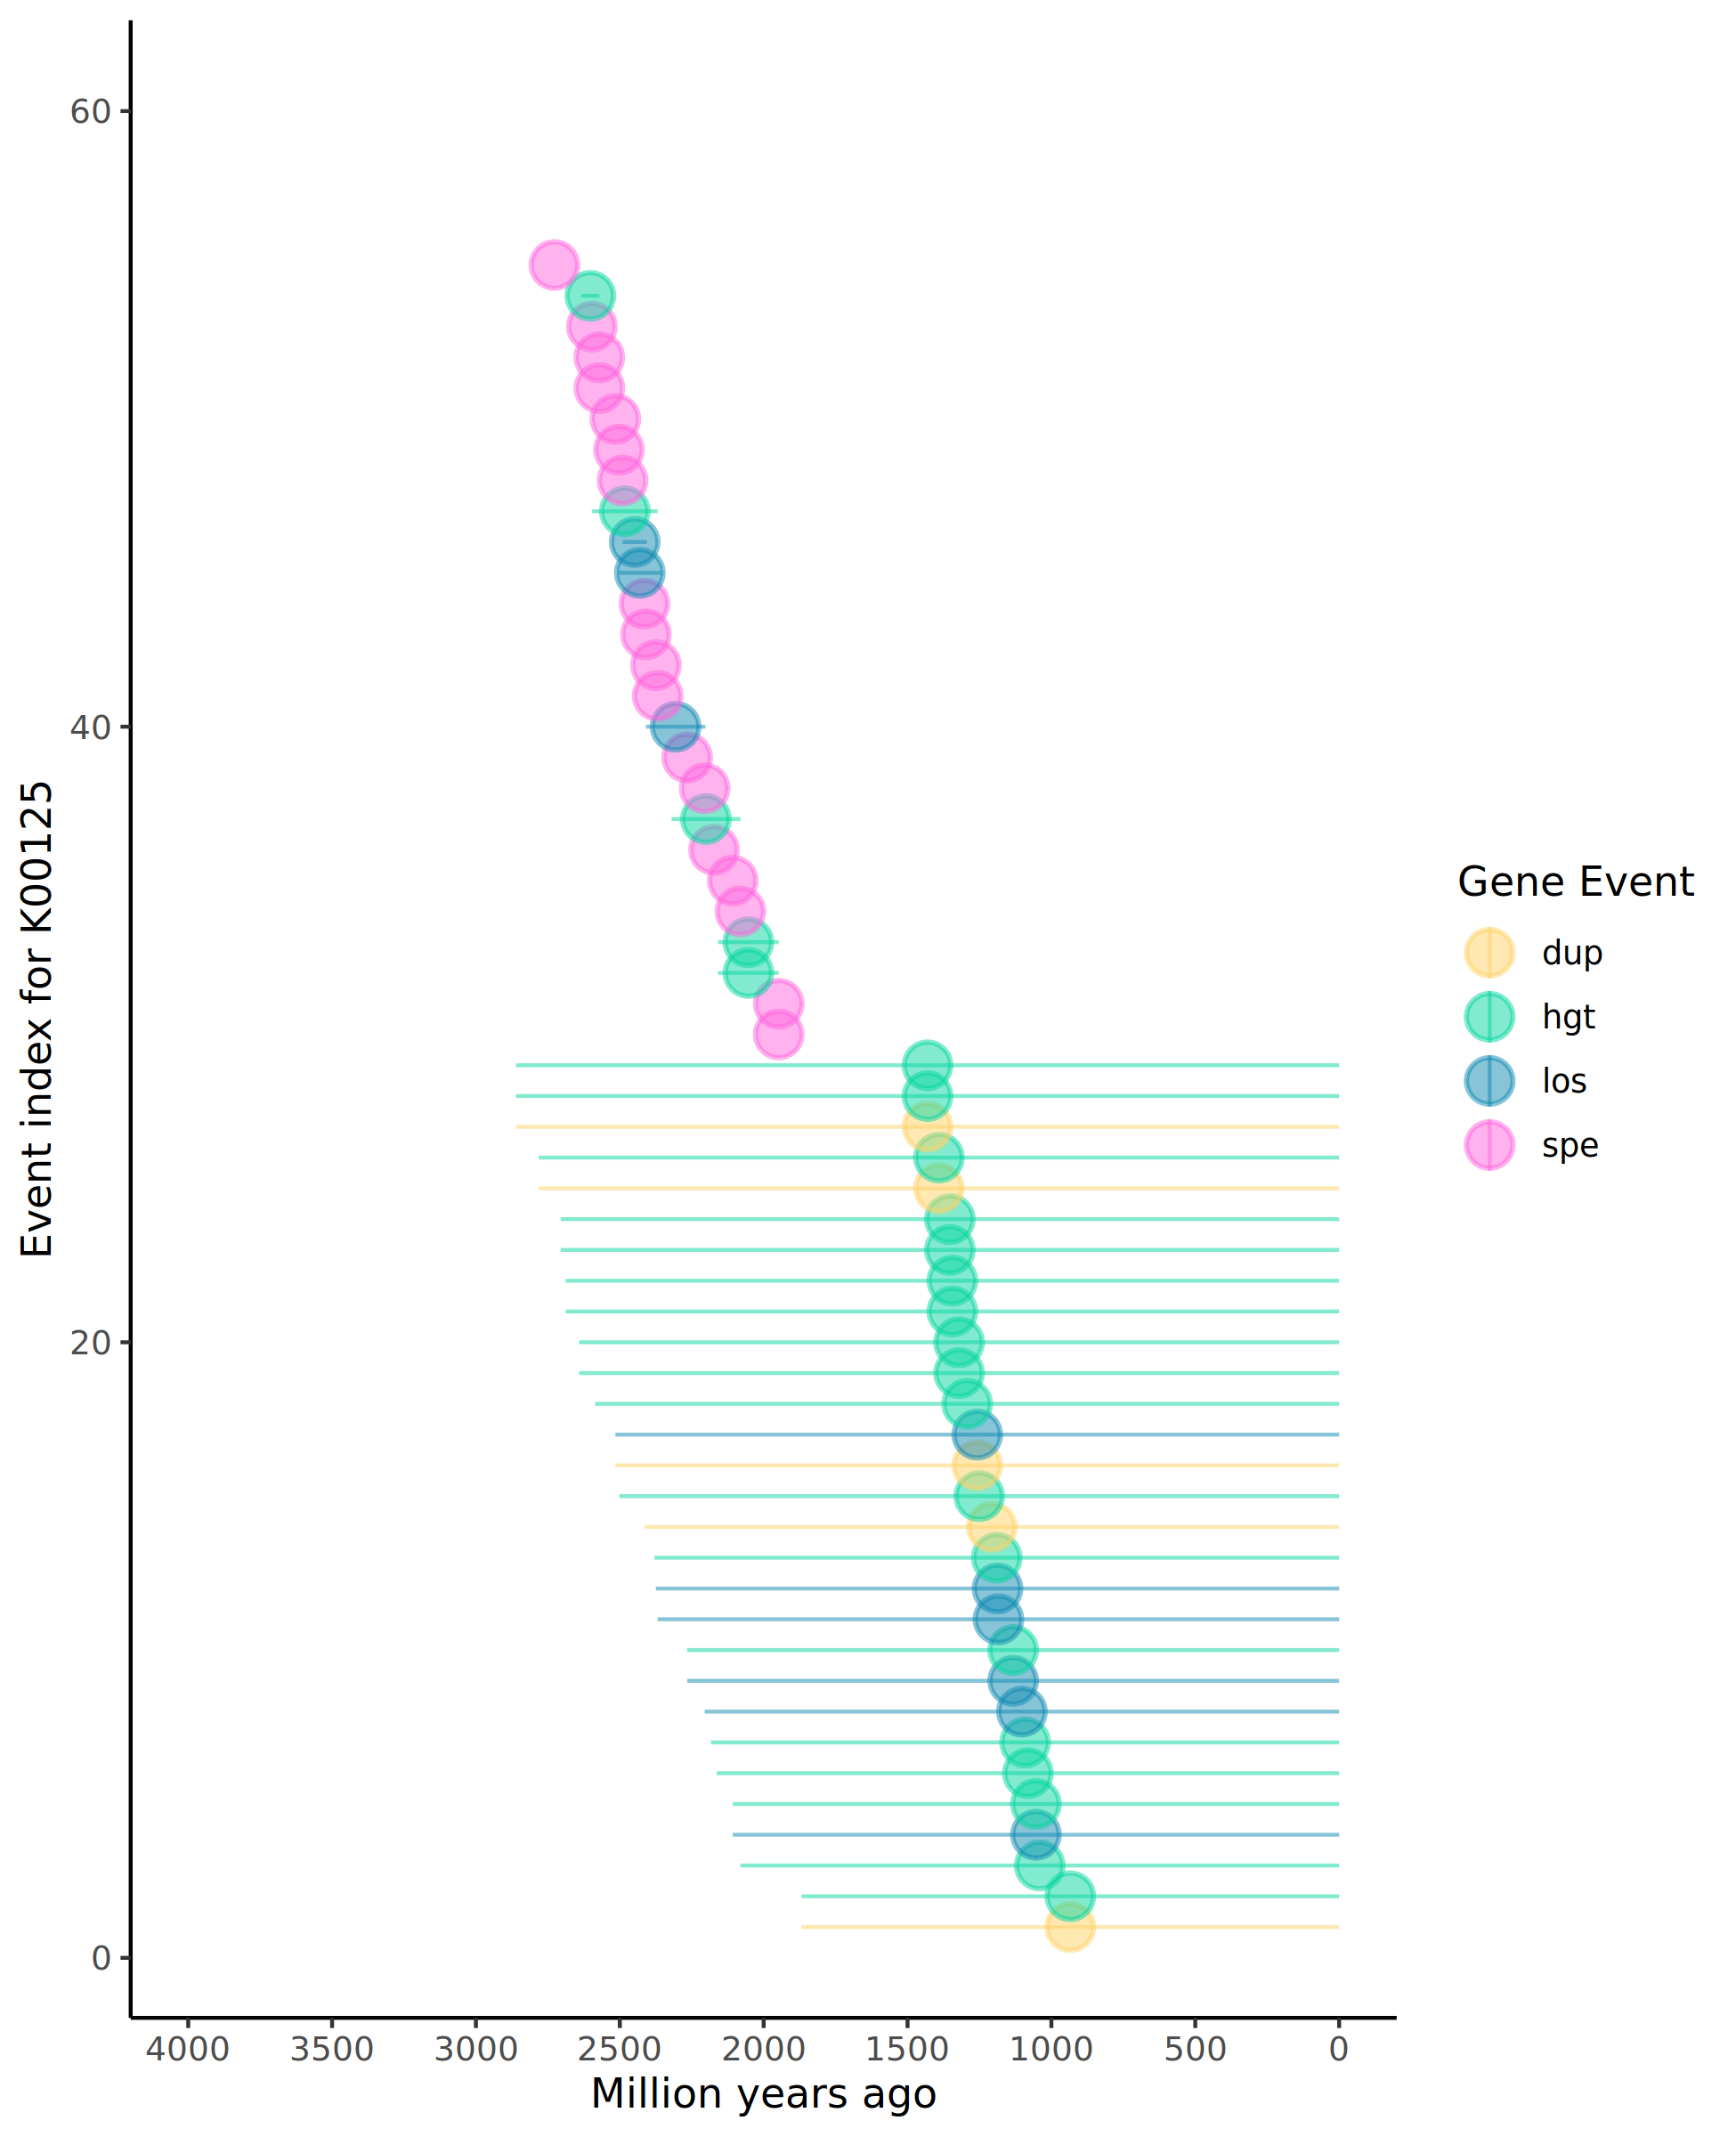 60
40
20
0
Event index for K00125
4000 3500 3000 2500 2000 1500 1000 500 0
Million years ago
Gene Event
dup
hgt
los
spe